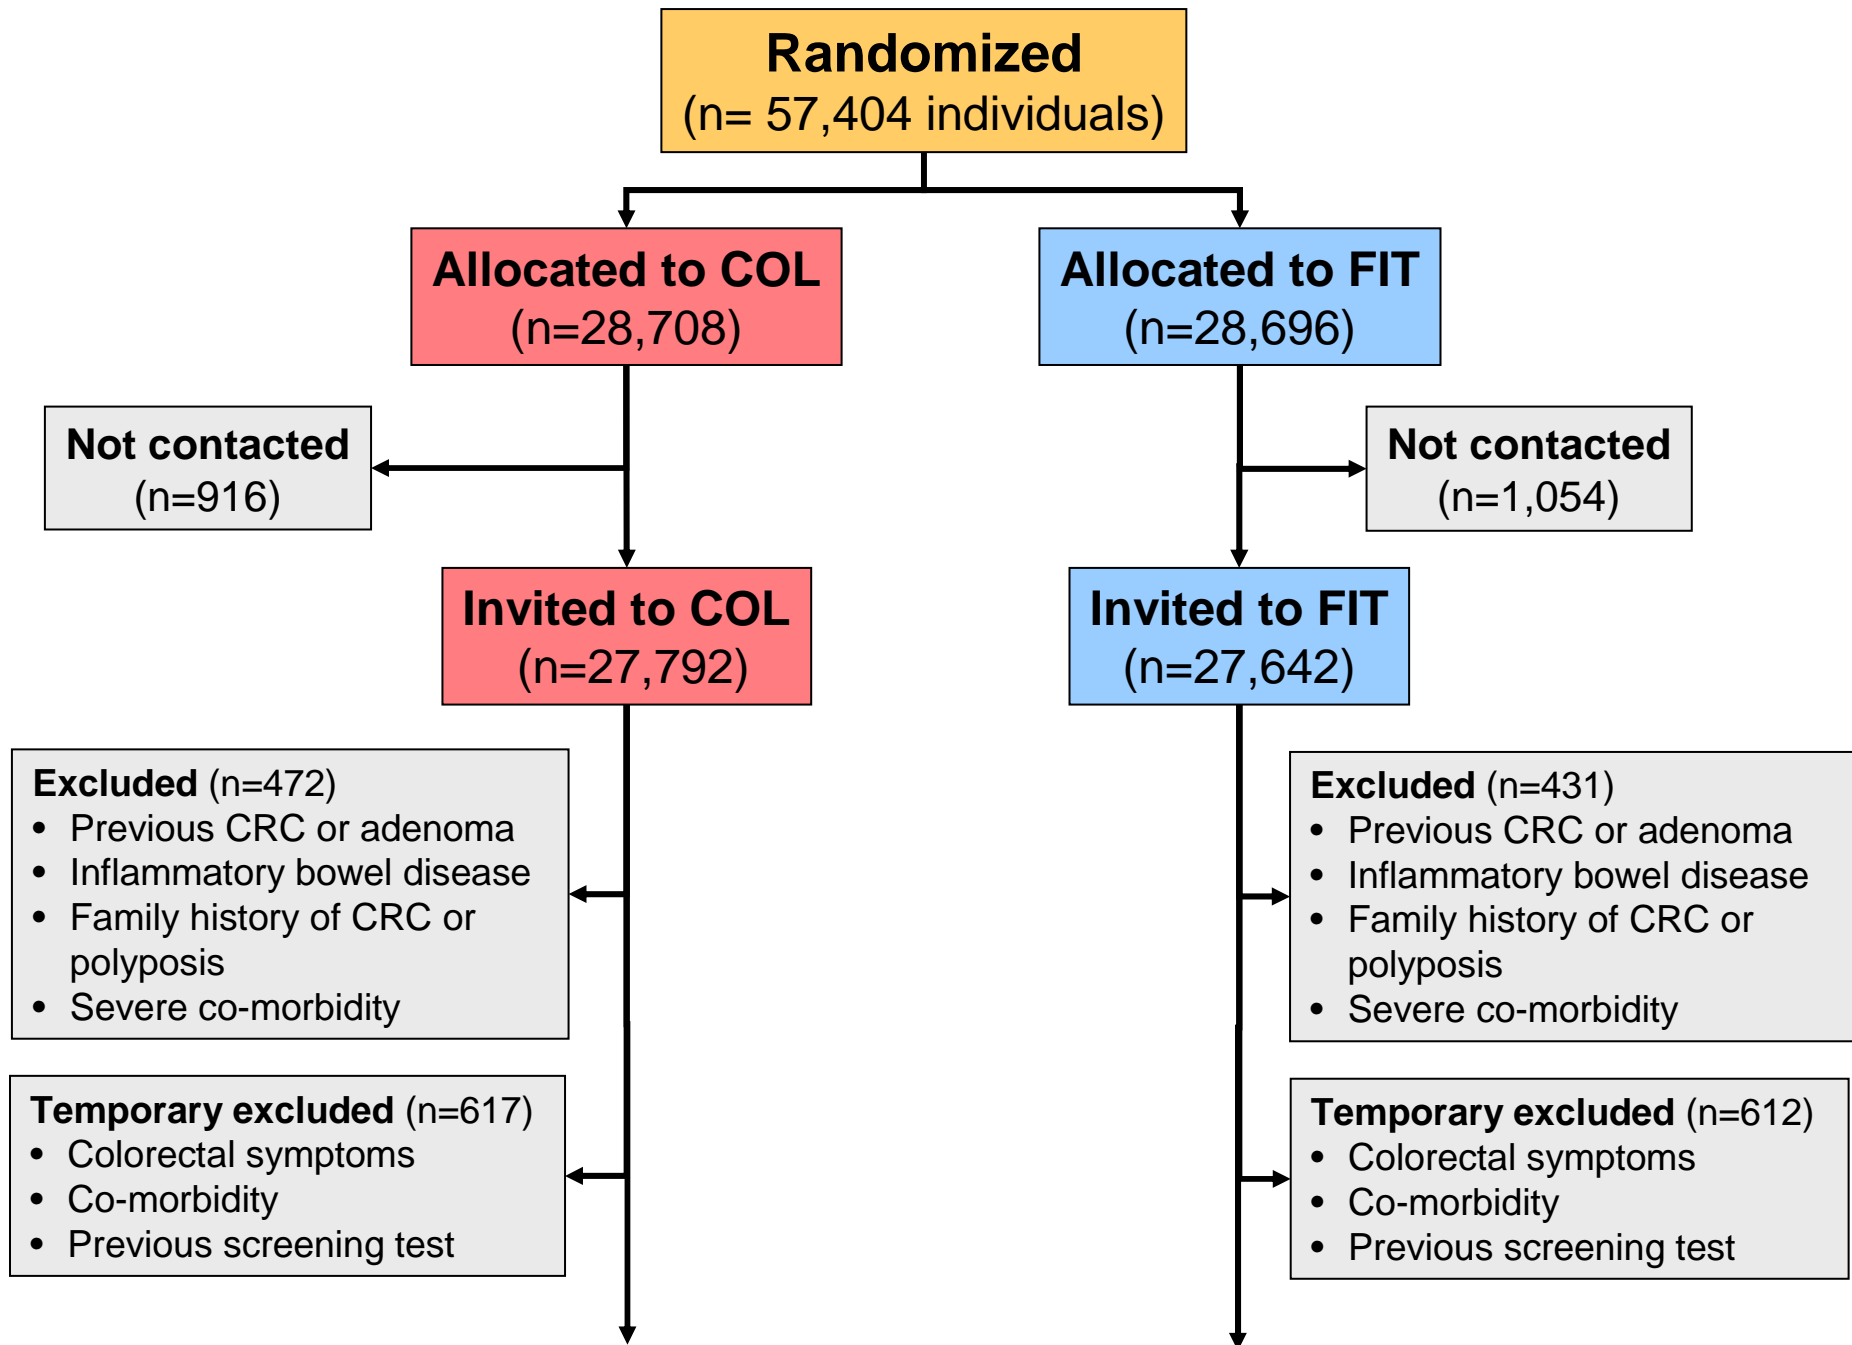 Randomized
(n= 57,404 individuals)
Allocated to COL
(n=28,708)
Allocated to FIT
(n=28,696)
Not contacted
(n=916)
Not contacted
(n=1,054)
Invited to COL
(n=27,792)
Invited to FIT
(n=27,642)
Excluded (n=472)
• Previous CRC or adenoma
• Inflammatory bowel disease
• Family history of CRC or
polyposis
• Severe co-morbidity
Excluded (n=431)
• Previous CRC or adenoma
• Inflammatory bowel disease
• Family history of CRC or
polyposis
• Severe co-morbidity
Temporary excluded (n=617)
• Colorectal symptoms
• Co-morbidity
• Previous screening test
Temporary excluded (n=612)
• Colorectal symptoms
• Co-morbidity
• Previous screening test